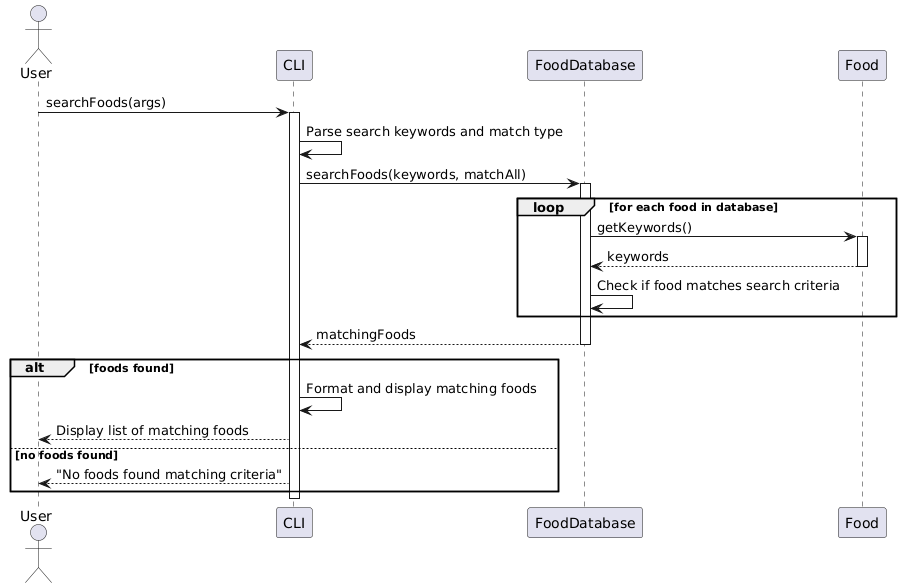 User
CLI
FoodDatabase
Food
searchFoods(args)
Parse search keywords and match type
searchFoods(keywords, matchAll)
loop
[for each food in database]
getKeywords()
keywords
Check if food matches search criteria
matchingFoods
alt
[foods found]
Format and display matching foods
Display list of matching foods
[no foods found]
"No foods found matching criteria"
User
CLI
FoodDatabase
Food